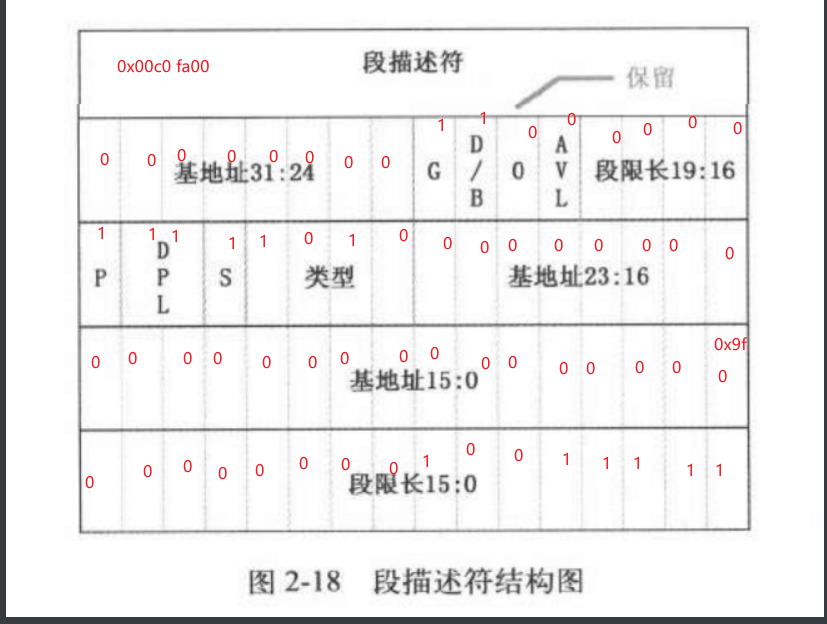 0x00c0 fa00 段描述符
保留
0 0 0 0 0 0 0 0 1 1 0 0 0 0 0 0
基地址31:24 G D/B 0 AVL 段限长19:16
1 1 1 1 1 0 1 0 0 0 0 0 0 0 0 0
P DPL S 类型 基地址23:16
0x9f
0 0 0 0 0 0 0 0 0 0 0 0 0 0 0 0
基地址15:0
0 0 0 0 0 0 0 0 1 0 0 1 1 1 1 1
段限长15:0
图 2-18 段描述符结构图